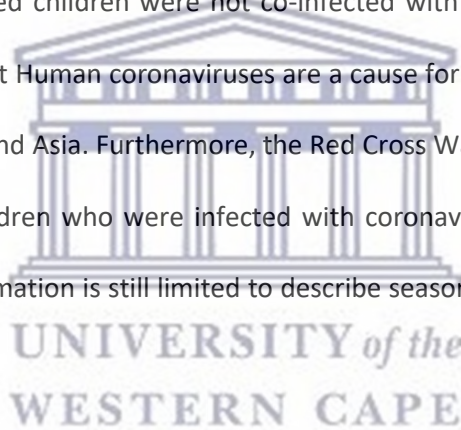 ed children were not co-infected with
t Human coronaviruses are a cause for
nd Asia. Furthermore, the Red Cross W
dren who were infected with coronav
mation is still limited to describe season
UNIVERSITY of the
WESTERN CAPE